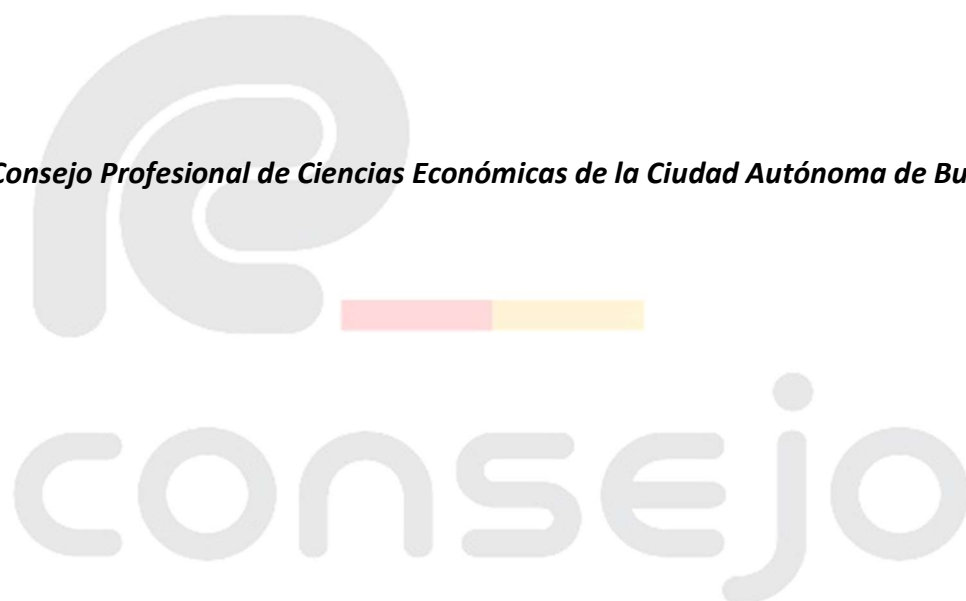 Consejo Profesional de Ciencias Económicas de la Ciudad Autónoma de Bu
consejo